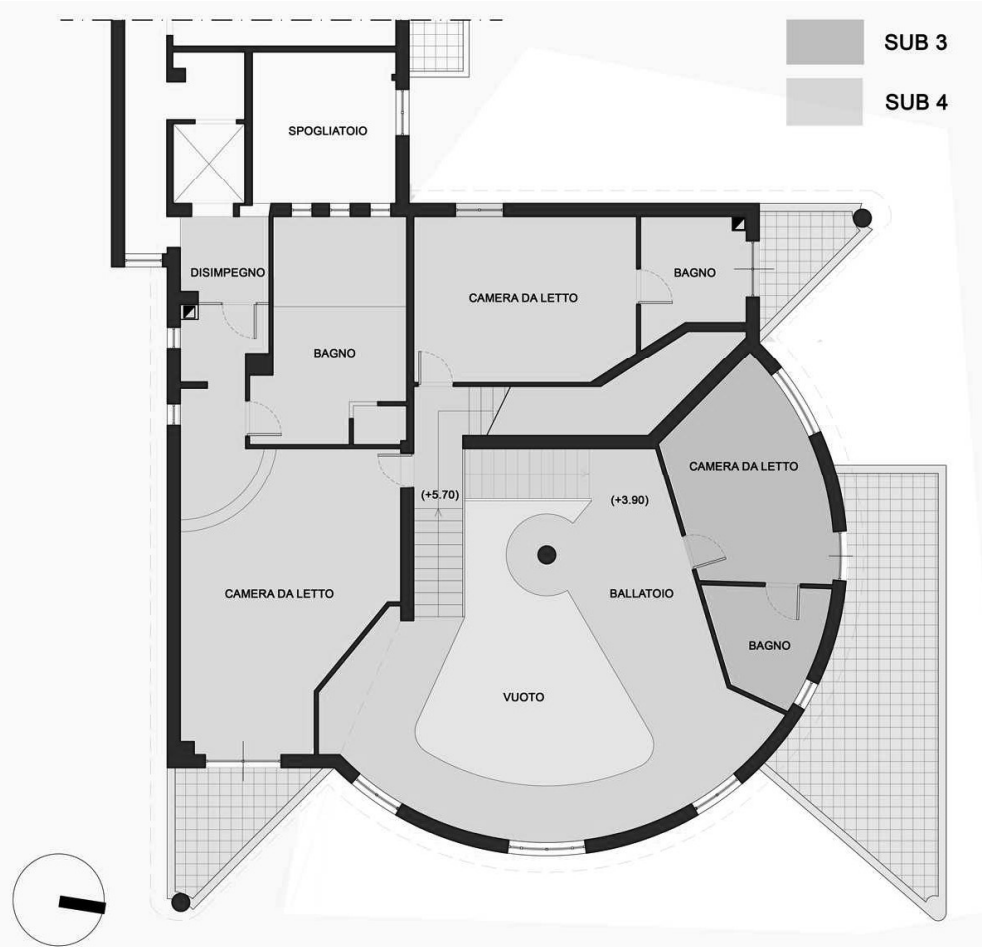 SUB 3
SUB 4
SPOGLIATOIO
DISIMPEGNO
BAGNO
CAMERA DA LETTO
BAGNO
CAMERA DA LETTO
(+5.70)
(+3.90)
CAMERA DA LETTO
BALLATOIO
BAGNO
VUOTO